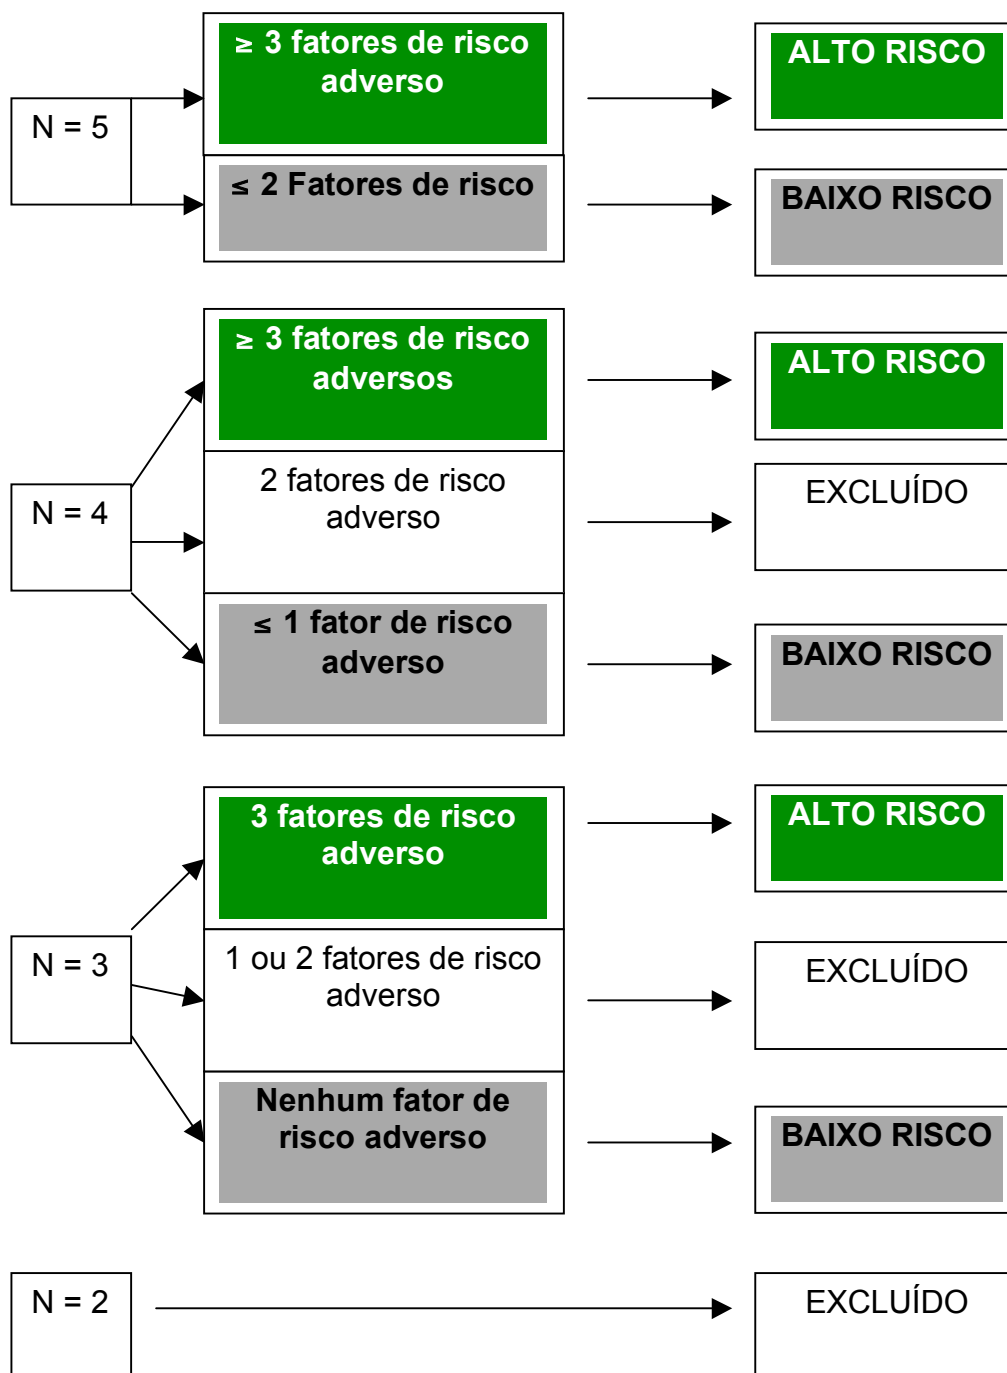 N = 5
≥ 3 fatores de risco
adverso
ALTO RISCO
≤ 2 Fatores de risco
BAIXO RISCO
N = 4
≥ 3 fatores de risco
adversos
ALTO RISCO
2 fatores de risco
adverso
EXCLUÍDO
≤ 1 fator de risco
adverso
BAIXO RISCO
N = 3
3 fatores de risco
adverso
ALTO RISCO
1 ou 2 fatores de risco
adverso
EXCLUÍDO
Nenhum fator de
risco adverso
BAIXO RISCO
N = 2
EXCLUÍDO